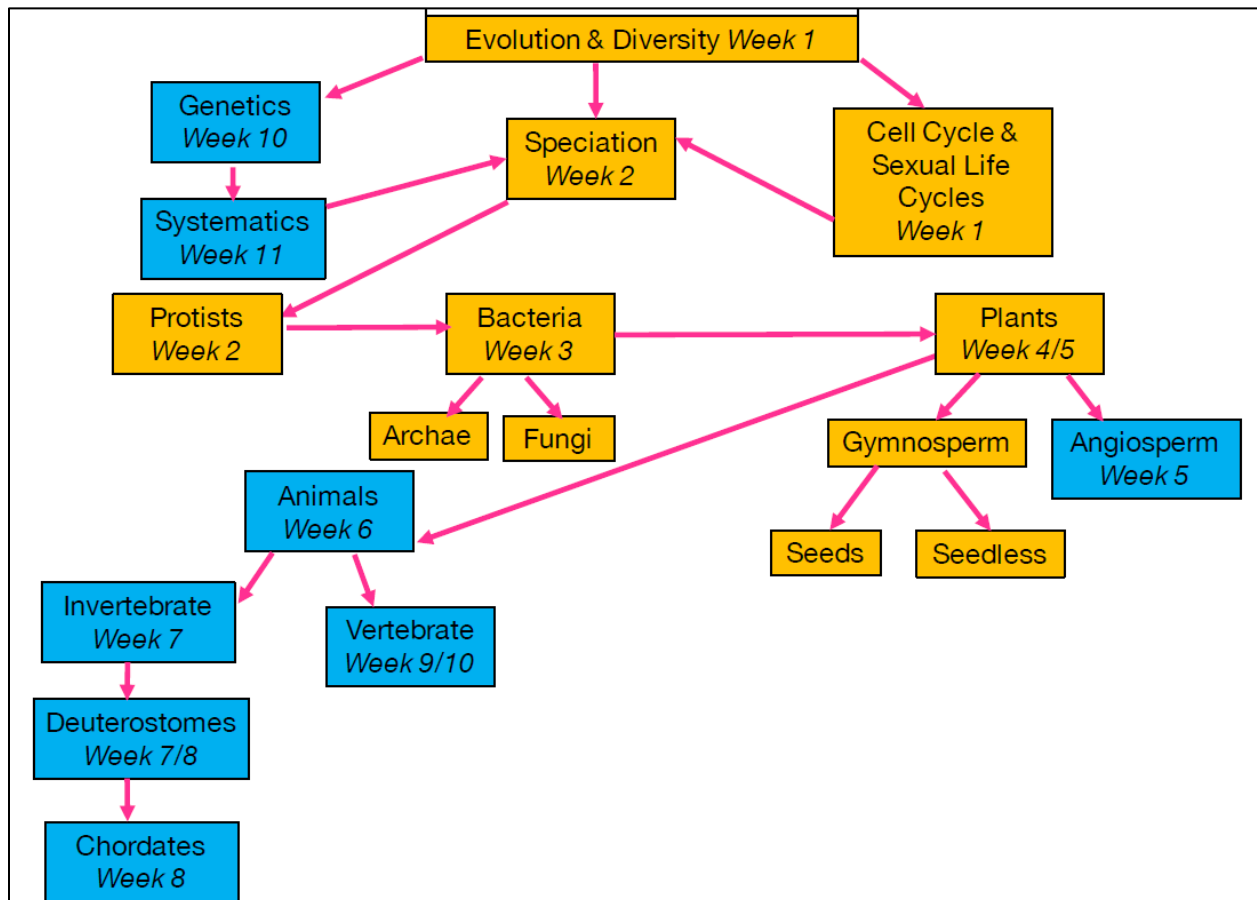 Evolution & Diversity Week 1
Genetics
Week 10
Speciation
Week 2
Cell Cycle &
Sexual Life
Cycles
Week 1
Systematics
Week 11
Protists
Week 2
Bacteria
Week 3
Plants
Week 4/5
Archae
Fungi
Gymnosperm
Angiosperm
Week 5
Animals
Week 6
Seeds
Seedless
Invertebrate
Week 7
Vertebrate
Week 9/10
Deuterostomes
Week 7/8
Chordates
Week 8